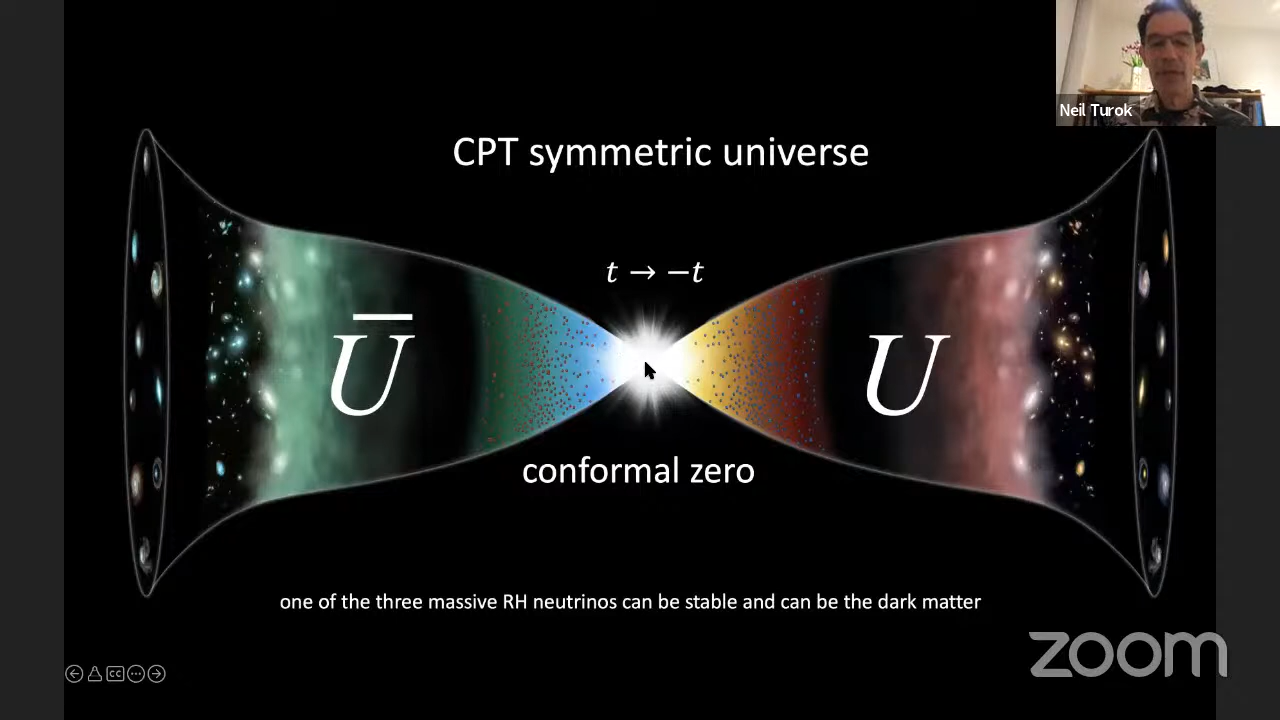 Neil Turok
CPT symmetric universe
t → −t
Ū
U
conformal zero
one of the three massive RH neutrinos can be stable and can be the dark matter
zoom
CC